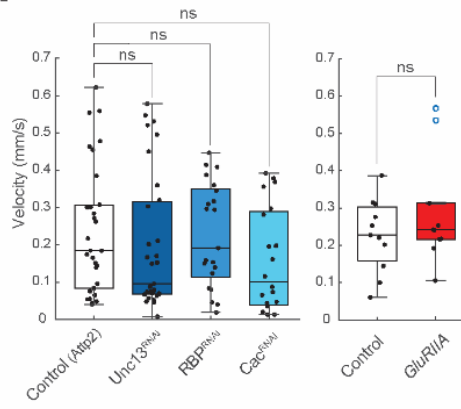 ns
ns
ns
ns
0.7
0.6
0.5
0.4
0.3
0.2
0.1
0
Velocity (mm/s)
Control (Attp2)
Unc13RNAi
RBPRNAi
CacRNAi
0.7
0.6
0.5
0.4
0.3
0.2
0.1
0
Control
GluRIIA